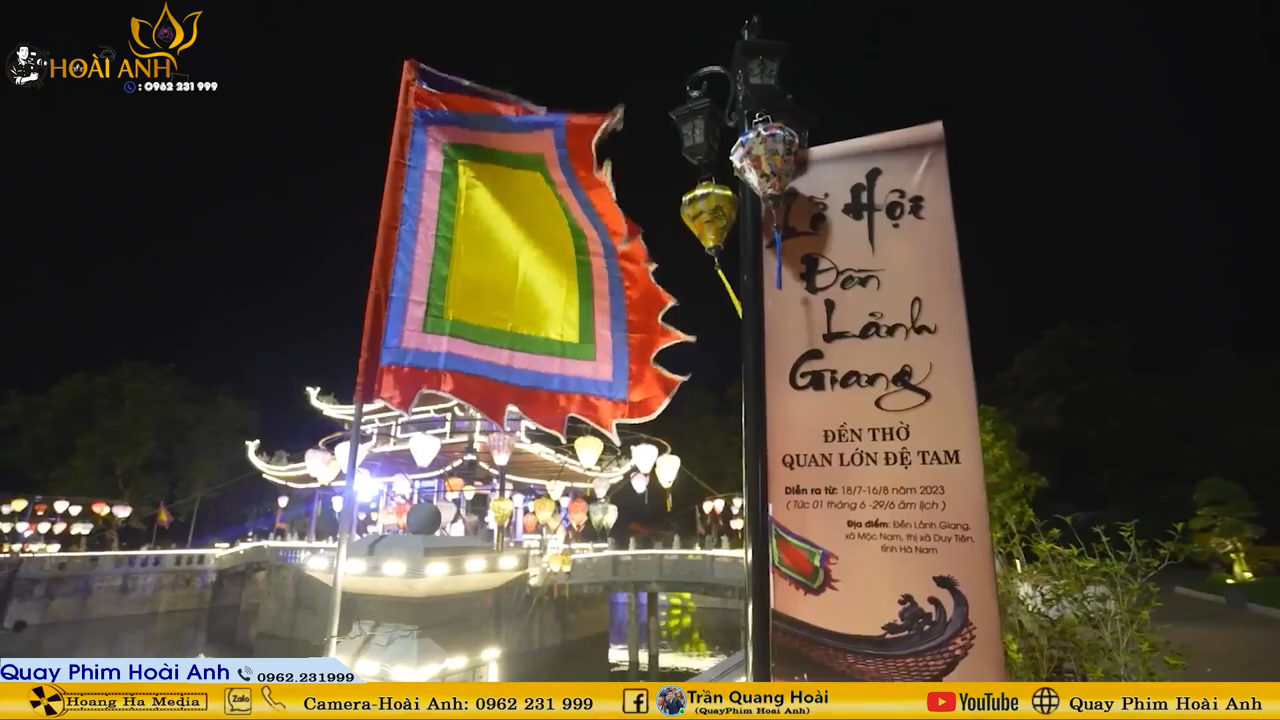 HOÀI ANH
: 0962 231 999
Lễ Hội
Đền
Lảnh
Giang
ĐỀN THỜ
QUAN LỚN ĐỆ TAM
Diễn ra từ: 18/7-16/8 năm 2023
( Tức 01 tháng 6 -29/6 âm lịch )
Địa điểm: Đền Lảnh Giang,
xã Mộc Nam, thị xã Duy Tiên,
tỉnh Hà Nam
Quay Phim Hoài Anh 0962.231999
Hoang Ha Media
Zalo
Camera-Hoài Anh: 0962 231 999
Trần Quang Hoài
(QuayPhim Hoai Anh)
YouTube
Quay Phim Hoài Anh